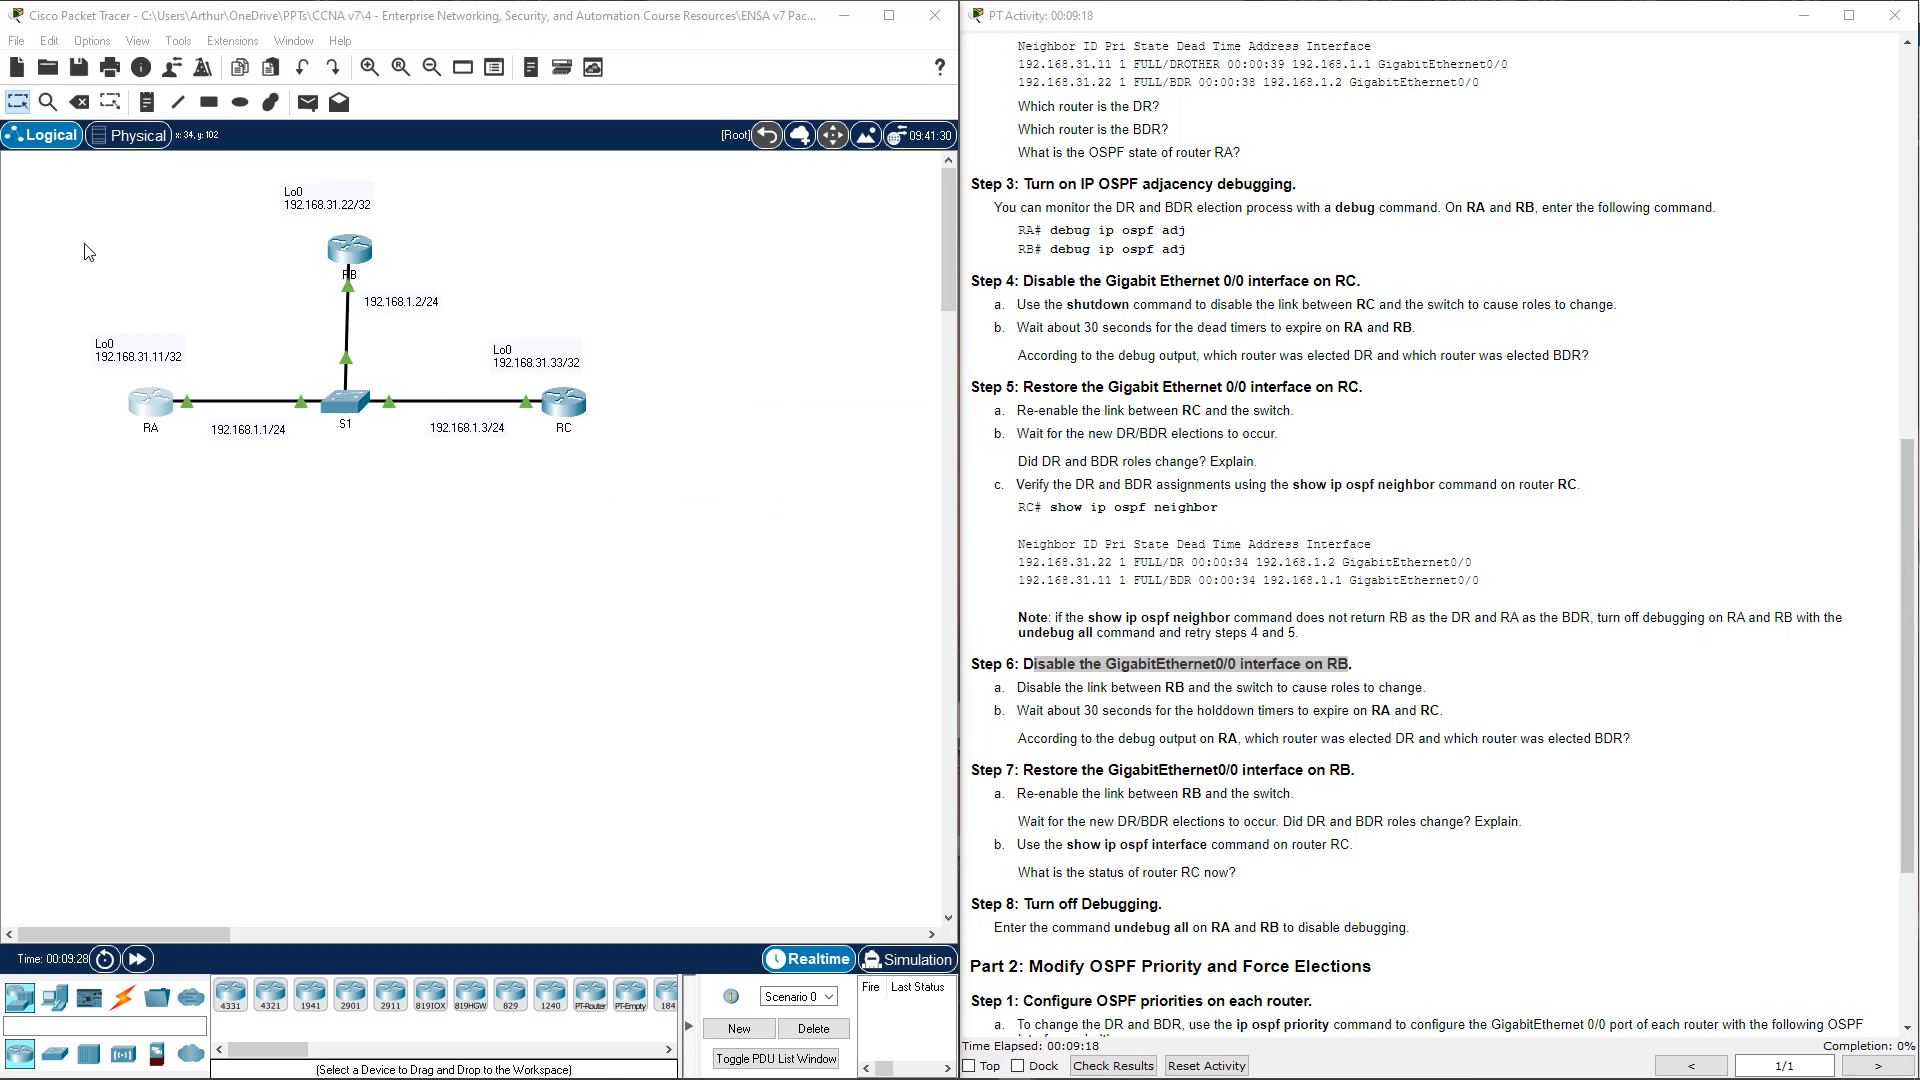 Cisco Packet Tracer - C:\Users\Arthur\OneDrive\PPTs\CCNA v7\4 - Enterprise Networking, Security, and Automation Course Resources\ENSA v7 Pac...
File Edit Options View Tools Extensions Window Help
?
Logical Physical x: 34, y: 102 [Root] 09:41:30
Lo0
192.168.31.22/32
RB
192.168.1.2/24
Lo0
192.168.31.11/32
Lo0
192.168.31.33/32
RA
192.168.1.1/24
S1
192.168.1.3/24
RC
Time: 00:09:28 Realtime Simulation
4331 4321 1941 2901 2911 819IOX 819HGW 829 1240 PT-Router PT-Empty 184
Scenario 0
Fire Last Status
New Delete
Toggle PDU List Window
(Select a Device to Drag and Drop to the Workspace)
PT Activity: 00:09:18
Neighbor ID Pri State Dead Time Address Interface
192.168.31.11 1 FULL/DROTHER 00:00:39 192.168.1.1 GigabitEthernet0/0
192.168.31.22 1 FULL/BDR 00:00:38 192.168.1.2 GigabitEthernet0/0
Which router is the DR?
Which router is the BDR?
What is the OSPF state of router RA?
Step 3: Turn on IP OSPF adjacency debugging.
You can monitor the DR and BDR election process with a debug command. On RA and RB, enter the following command.
RA# debug ip ospf adj
RB# debug ip ospf adj
Step 4: Disable the Gigabit Ethernet 0/0 interface on RC.
a. Use the shutdown command to disable the link between RC and the switch to cause roles to change.
b. Wait about 30 seconds for the dead timers to expire on RA and RB.
According to the debug output, which router was elected DR and which router was elected BDR?
Step 5: Restore the Gigabit Ethernet 0/0 interface on RC.
a. Re-enable the link between RC and the switch.
b. Wait for the new DR/BDR elections to occur.
Did DR and BDR roles change? Explain.
c. Verify the DR and BDR assignments using the show ip ospf neighbor command on router RC.
RC# show ip ospf neighbor
Neighbor ID Pri State Dead Time Address Interface
192.168.31.22 1 FULL/DR 00:00:34 192.168.1.2 GigabitEthernet0/0
192.168.31.11 1 FULL/BDR 00:00:34 192.168.1.1 GigabitEthernet0/0
Note: if the show ip ospf neighbor command does not return RB as the DR and RA as the BDR, turn off debugging on RA and RB with the
undebug all command and retry steps 4 and 5.
Step 6: Disable the GigabitEthernet0/0 interface on RB.
a. Disable the link between RB and the switch to cause roles to change.
b. Wait about 30 seconds for the holddown timers to expire on RA and RC.
According to the debug output on RA, which router was elected DR and which router was elected BDR?
Step 7: Restore the GigabitEthernet0/0 interface on RB.
a. Re-enable the link between RB and the switch.
Wait for the new DR/BDR elections to occur. Did DR and BDR roles change? Explain.
b. Use the show ip ospf interface command on router RC.
What is the status of router RC now?
Step 8: Turn off Debugging.
Enter the command undebug all on RA and RB to disable debugging.
Part 2: Modify OSPF Priority and Force Elections
Step 1: Configure OSPF priorities on each router.
a. To change the DR and BDR, use the ip ospf priority command to configure the GigabitEthernet 0/0 port of each router with the following OSPF
Time Elapsed: 00:09:18 Completion: 0%
Top Dock Check Results Reset Activity < 1/1 >